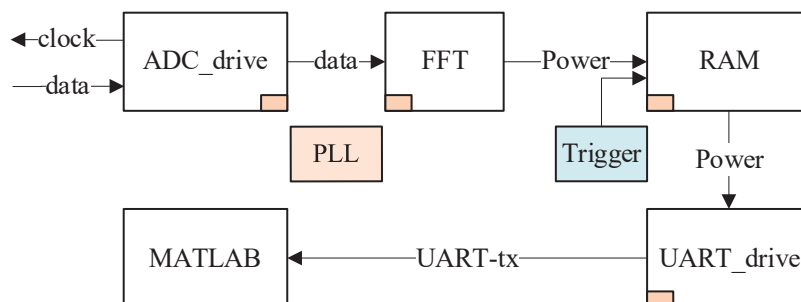 clock
data
ADC_drive
data
FFT
Power
RAM
PLL
Trigger
Power
MATLAB
UART-tx
UART_drive